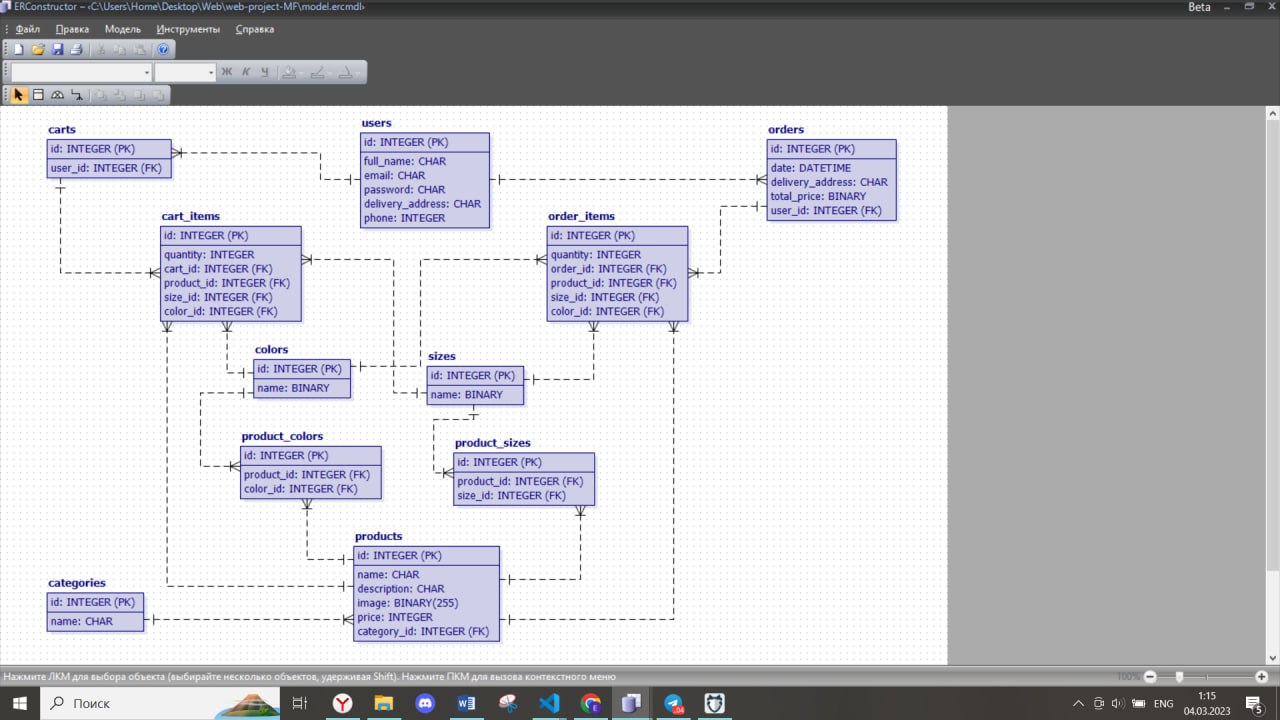 ERConstructor – ‹C:\Users\Home\Desktop\Web\web-project-MF\model.ercmdl›
Beta
Файл Правка Модель Инструменты Справка
Ж К Ч
carts
id: INTEGER (PK)
user_id: INTEGER (FK)
users
id: INTEGER (PK)
full_name: CHAR
email: CHAR
password: CHAR
delivery_address: CHAR
phone: INTEGER
orders
id: INTEGER (PK)
date: DATETIME
delivery_address: CHAR
total_price: BINARY
user_id: INTEGER (FK)
cart_items
id: INTEGER (PK)
quantity: INTEGER
cart_id: INTEGER (FK)
product_id: INTEGER (FK)
size_id: INTEGER (FK)
color_id: INTEGER (FK)
order_items
id: INTEGER (PK)
quantity: INTEGER
order_id: INTEGER (FK)
product_id: INTEGER (FK)
size_id: INTEGER (FK)
color_id: INTEGER (FK)
colors
id: INTEGER (PK)
name: BINARY
sizes
id: INTEGER (PK)
name: BINARY
product_colors
id: INTEGER (PK)
product_id: INTEGER (FK)
color_id: INTEGER (FK)
product_sizes
id: INTEGER (PK)
product_id: INTEGER (FK)
size_id: INTEGER (FK)
products
id: INTEGER (PK)
name: CHAR
description: CHAR
image: BINARY(255)
price: INTEGER
category_id: INTEGER (FK)
categories
id: INTEGER (PK)
name: CHAR
Нажмите ЛКМ для выбора объекта (выбирайте несколько объектов, удерживая Shift). Нажмите ПКМ для вызова контекстного меню
100%
Поиск
ENG
1:15
04.03.2023
5